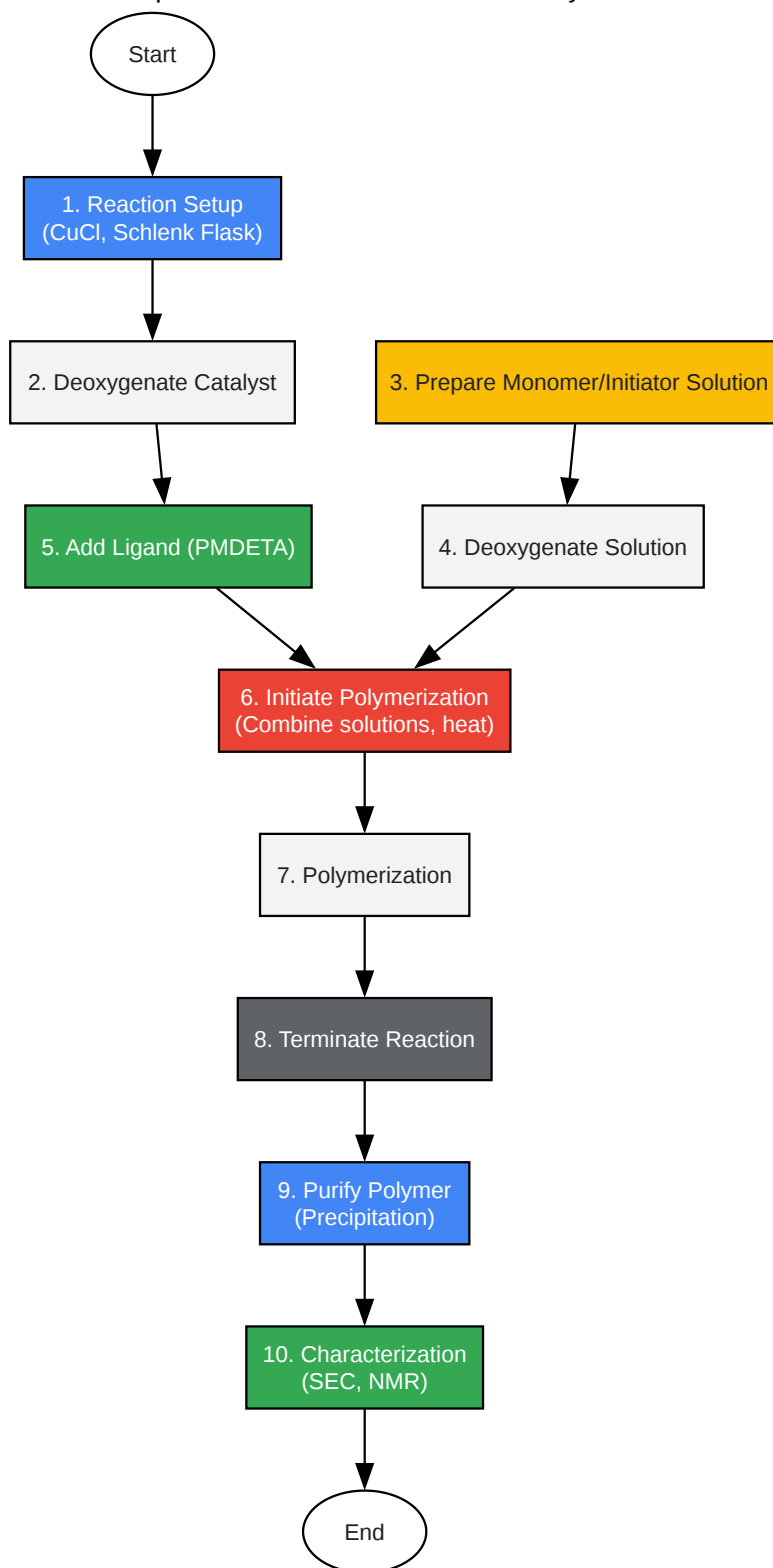 Start
1. Reaction Setup
(CuCl, Schlenk Flask)
2. Deoxygenate Catalyst
3. Prepare Monomer/Initiator Solution
5. Add Ligand (PMDETA)
4. Deoxygenate Solution
6. Initiate Polymerization
(Combine solutions, heat)
7. Polymerization
8. Terminate Reaction
9. Purify Polymer
(Precipitation)
10. Characterization
(SEC, NMR)
End